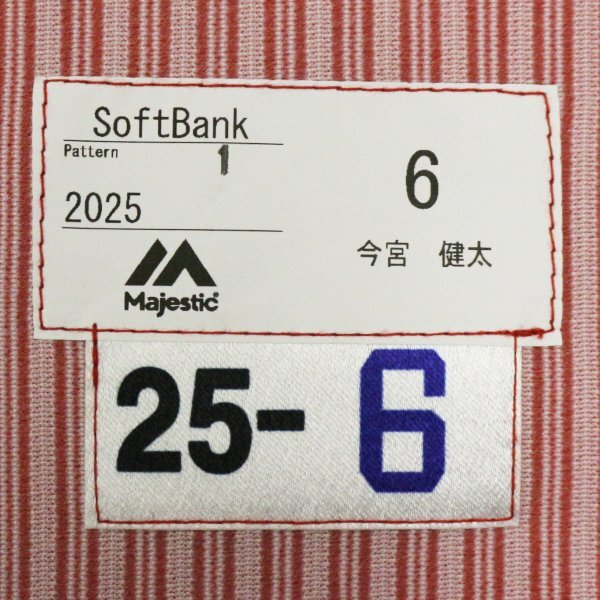 SoftBank
Pattern 1
2025
Majestic
6
今宮 健太
25-6